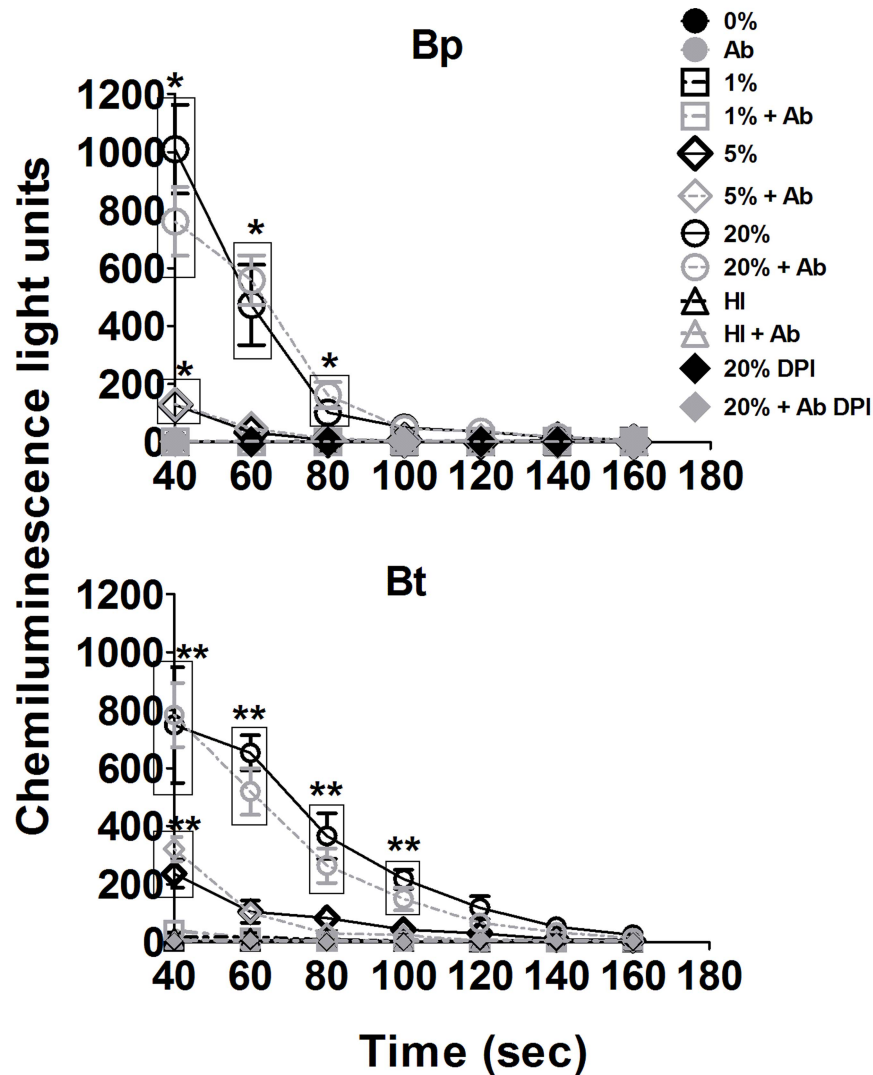 Bp
0%
Ab
1%
1% + Ab
5%
5% + Ab
20%
20% + Ab
HI
HI + Ab
20% DPI
20% + Ab DPI
Chemiluminescence light units
*
1200
1000
*
800
600
400
*
*
200
0
40 60 80 100 120 140 160 180
Bt
1200
1000
**
800
**
600
**
400
**
**
200
0
40 60 80 100 120 140 160 180
Time (sec)